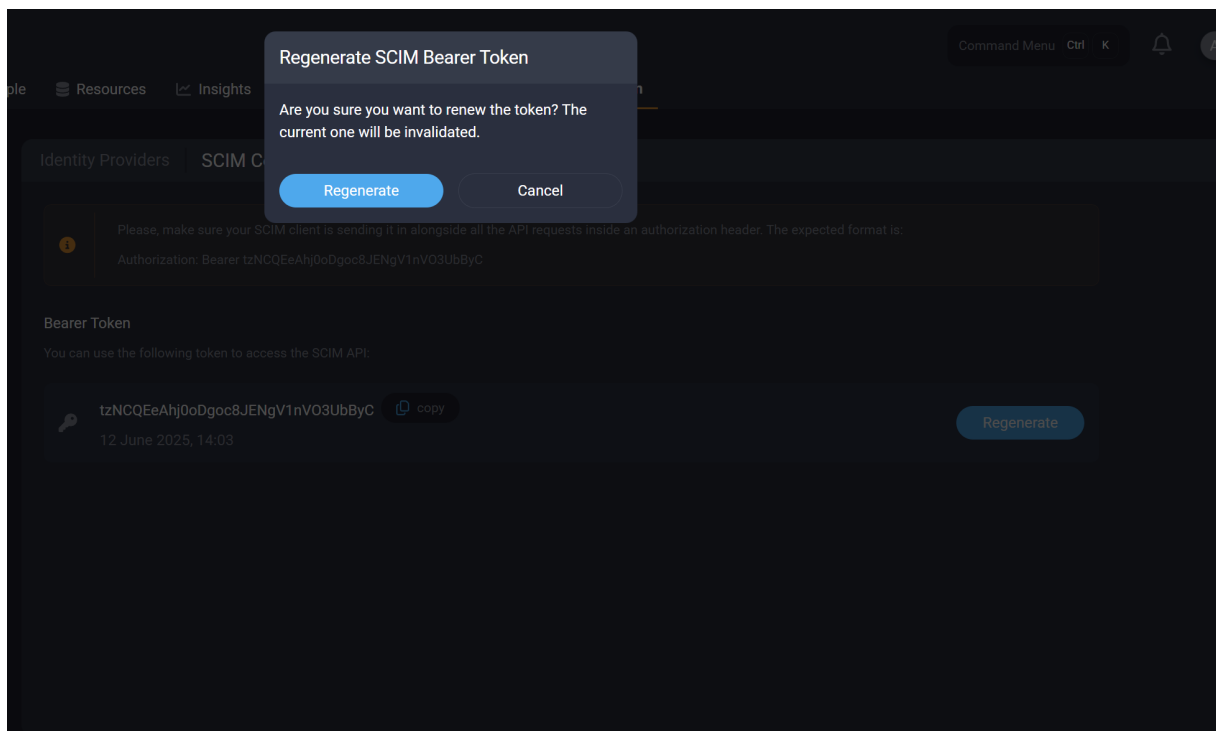 Regenerate SCIM Bearer Token
Are you sure you want to renew the token? The
current one will be invalidated.
Regenerate Cancel
Command Menu Ctrl K
ple Resources Insights n
Identity Providers SCIM C
Please, make sure your SCIM client is sending it in alongside all the API requests inside an authorization header. The expected format is:
Authorization: Bearer tzNCQEeAhj0oDgoc8JENgV1nVO3UbByC
Bearer Token
You can use the following token to access the SCIM API:
tzNCQEeAhj0oDgoc8JENgV1nVO3UbByC copy
12 June 2025, 14:03
Regenerate